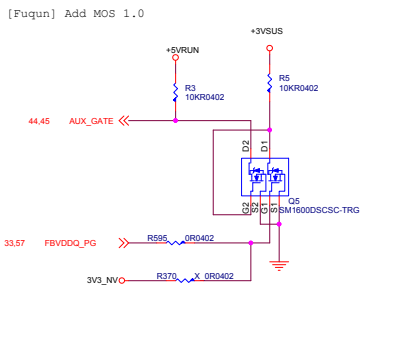 [Fuqun] Add MOS 1.0
+3VSUS
+5VRUN
R3
10KR0402
R5
10KR0402
44,45 AUX_GATE
D2
D1
Q5
SM1600DSCSC-TRG
G2
S2
G1
S1
33,57 FBVDDQ_PG
R595 0R0402
3V3_NV
R370 X_0R0402